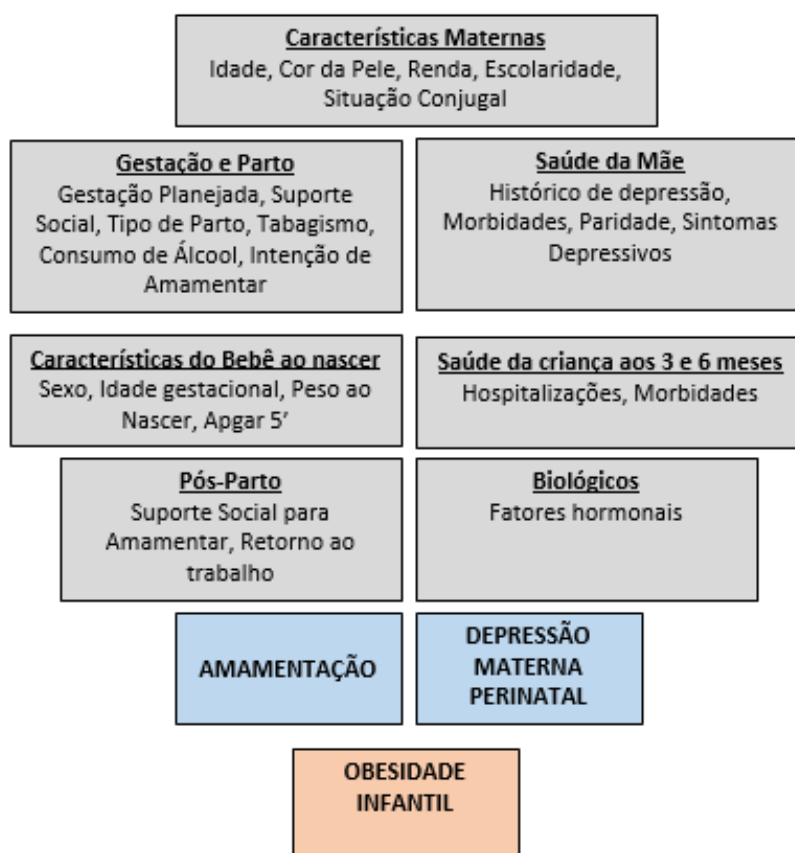 Características Maternas
Idade, Cor da Pele, Renda, Escolaridade,
Situação Conjugal
Gestação e Parto
Gestação Planejada, Suporte
Social, Tipo de Parto, Tabagismo,
Consumo de Álcool, Intenção de
Amamentar
Saúde da Mãe
Histórico de depressão,
Morbidades, Paridade, Sintomas
Depressivos
Características do Bebê ao nascer
Sexo, Idade gestacional, Peso ao
Nascer, Apgar 5’
Saúde da criança aos 3 e 6 meses
Hospitalizações, Morbidades
Pós-Parto
Suporte Social para
Amamentar, Retorno ao
trabalho
Biológicos
Fatores hormonais
AMAMENTAÇÃO
DEPRESSÃO
MATERNA
PERINATAL
OBESIDADE
INFANTIL